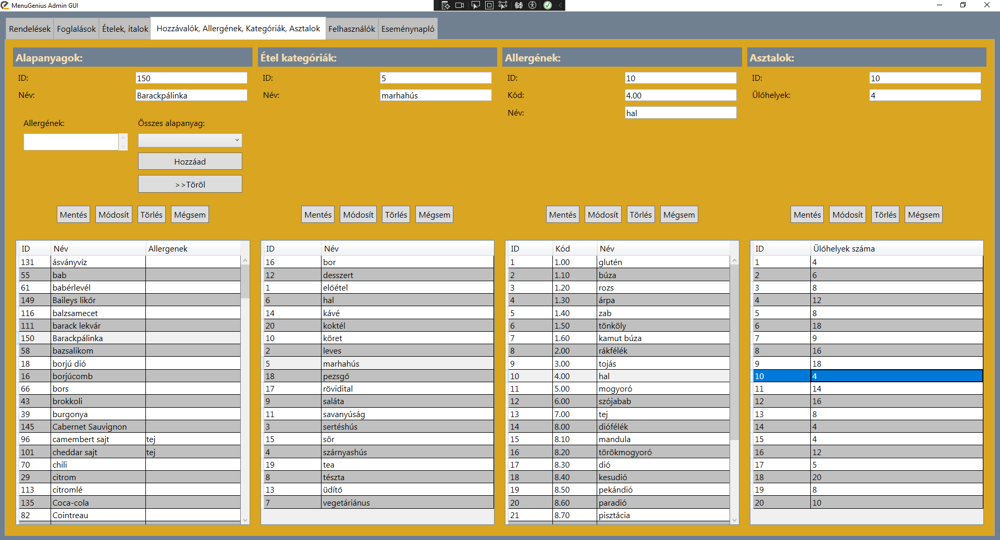 MenuGenius Admin GUI
Rendelések Foglalások Ételek, italok Hozzávalók, Allergének, Kategóriák, Asztalok Felhasználók Eseménynapló
Alapanyagok:
ID: 150
Név: Barackpálinka
Allergének: Összes alapanyag:
Hozzáad
>>Töröl
Mentés Módosít Törlés Mégsem
ID Név Allergenek
131 ásványvíz
55 bab
61 babérlevél
149 Baileys likőr
116 balzsamecet
111 barack lekvár
150 Barackpálinka
58 bazsalikom
18 borjú dió
16 borjúcomb
66 bors
43 brokkoli
39 burgonya
145 Cabernet Sauvignon
96 camembert sajt tej
101 cheddar sajt tej
70 chili
29 citrom
113 citromlé
135 Coca-cola
82 Cointreau
Étel kategóriák:
ID: 5
Név: marhahús
Mentés Módosít Törlés Mégsem
ID Név
16 bor
12 desszert
1 előétel
6 hal
14 kávé
20 koktél
10 köret
2 leves
5 marhahús
18 pezsgő
17 rövidital
9 saláta
11 savanyúság
3 sertéshús
15 sör
4 szárnyashús
19 tea
8 tészta
13 üdítő
7 vegetáriánus
Allergének:
ID: 10
Kód: 4.00
Név: hal
Mentés Módosít Törlés Mégsem
ID Kód Név
1 1.00 glutén
2 1.10 búza
3 1.20 rozs
4 1.30 árpa
5 1.40 zab
6 1.50 tönköly
7 1.60 kamut búza
8 2.00 rákfélék
9 3.00 tojás
10 4.00 hal
11 5.00 mogyoró
12 6.00 szójabab
13 7.00 tej
14 8.00 diófélék
15 8.10 mandula
16 8.20 törökmogyoró
17 8.30 dió
18 8.40 kesudió
19 8.50 pekándió
20 8.60 paradió
21 8.70 pisztácia
Asztalok:
ID: 10
Ülőhelyek: 4
Mentés Módosít Törlés Mégsem
ID Ülőhelyek száma
1 4
2 6
3 8
4 12
5 8
6 18
7 9
8 16
9 18
10 4
11 14
12 16
13 8
14 4
15 4
16 12
17 5
18 20
19 8
20 10